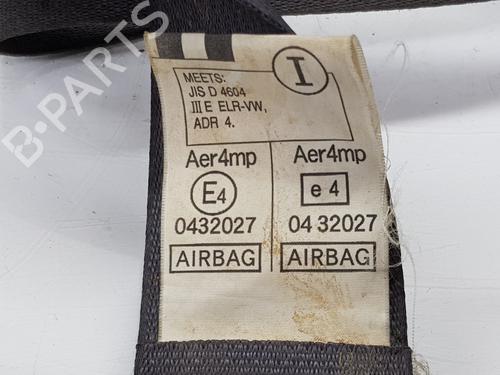 MEETS:
JIS D 4604
III E ELR-VW,
ADR 4.
I
Aer4mp
E4
0432027
AIRBAG
Aer4mp
e 4
04 32027
AIRBAG
B-PARTS